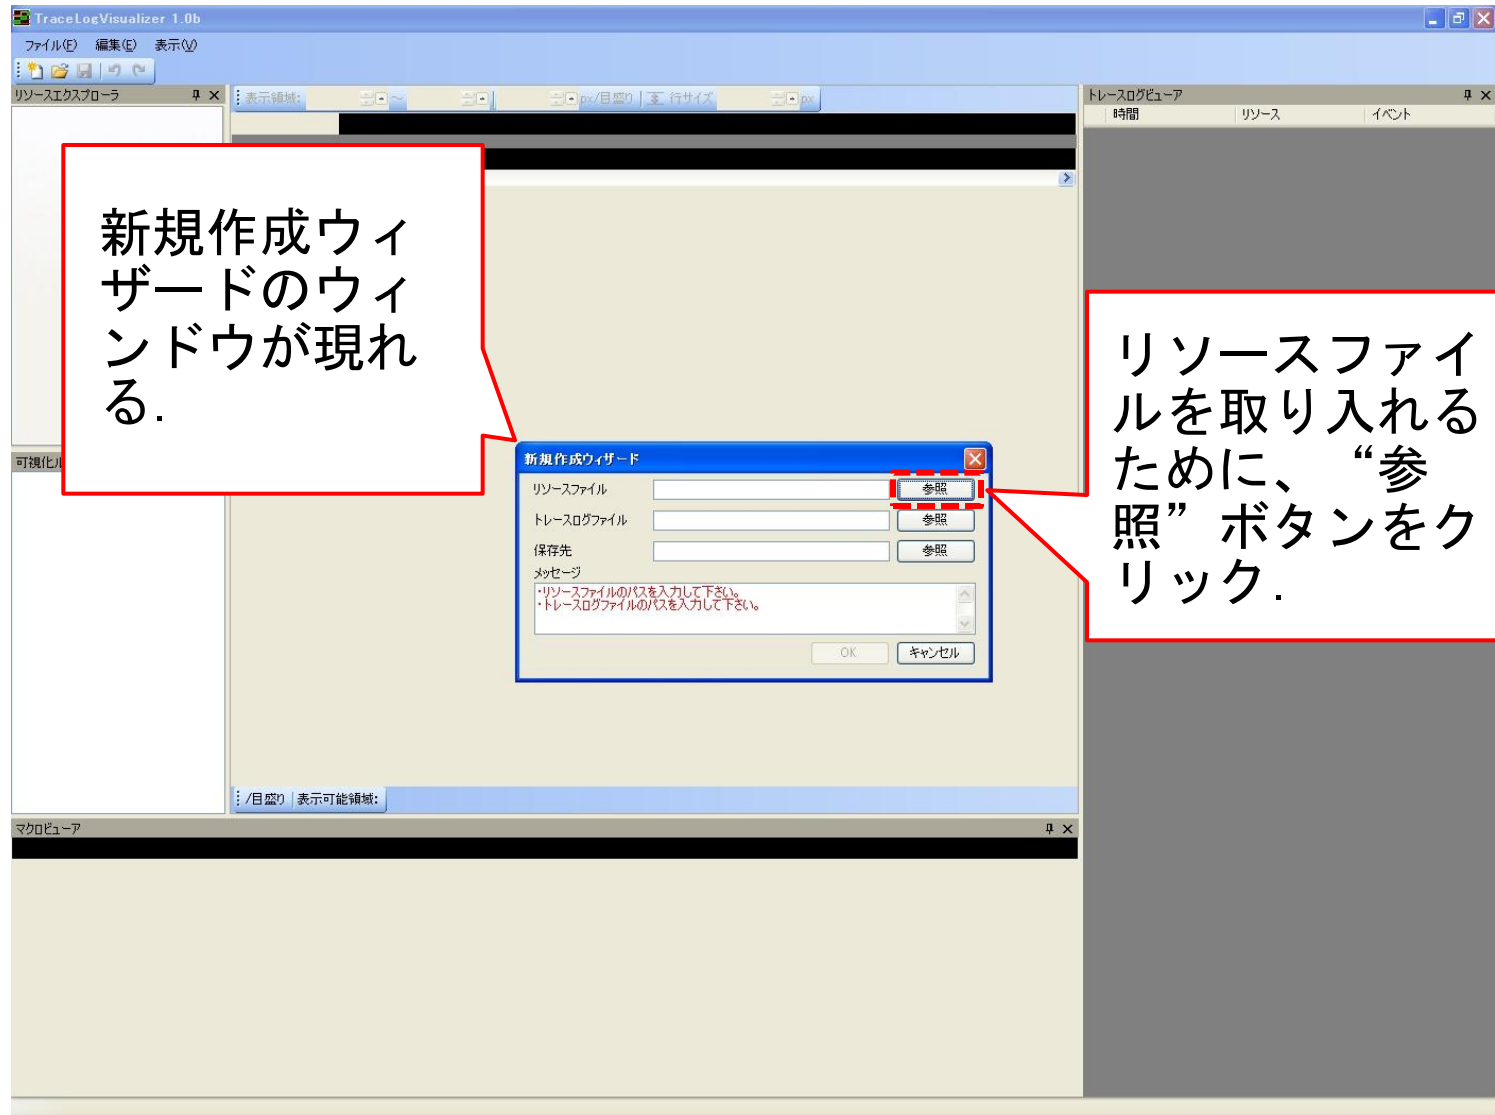 TraceLogVisualizer 1.0b
ファイル(F) 編集(E) 表示(V)
リソースエクスプローラ
表示領域: ～ px/目盛り 行サイズ px
トレースログビューア
時間 リソース イベント
新規作成ウィ
ザードのウィ
ンドウが現れ
る.
リソースファイ
ルを取り入れる
ために、“参
照”ボタンをク
リック.
可視化ル
新規作成ウィザード
リソースファイル 参照
トレースログファイル 参照
保存先 参照
メッセージ
・リソースファイルのパスを入力して下さい。
・トレースログファイルのパスを入力して下さい。
OK キャンセル
/目盛り 表示可能領域:
マクロビューア